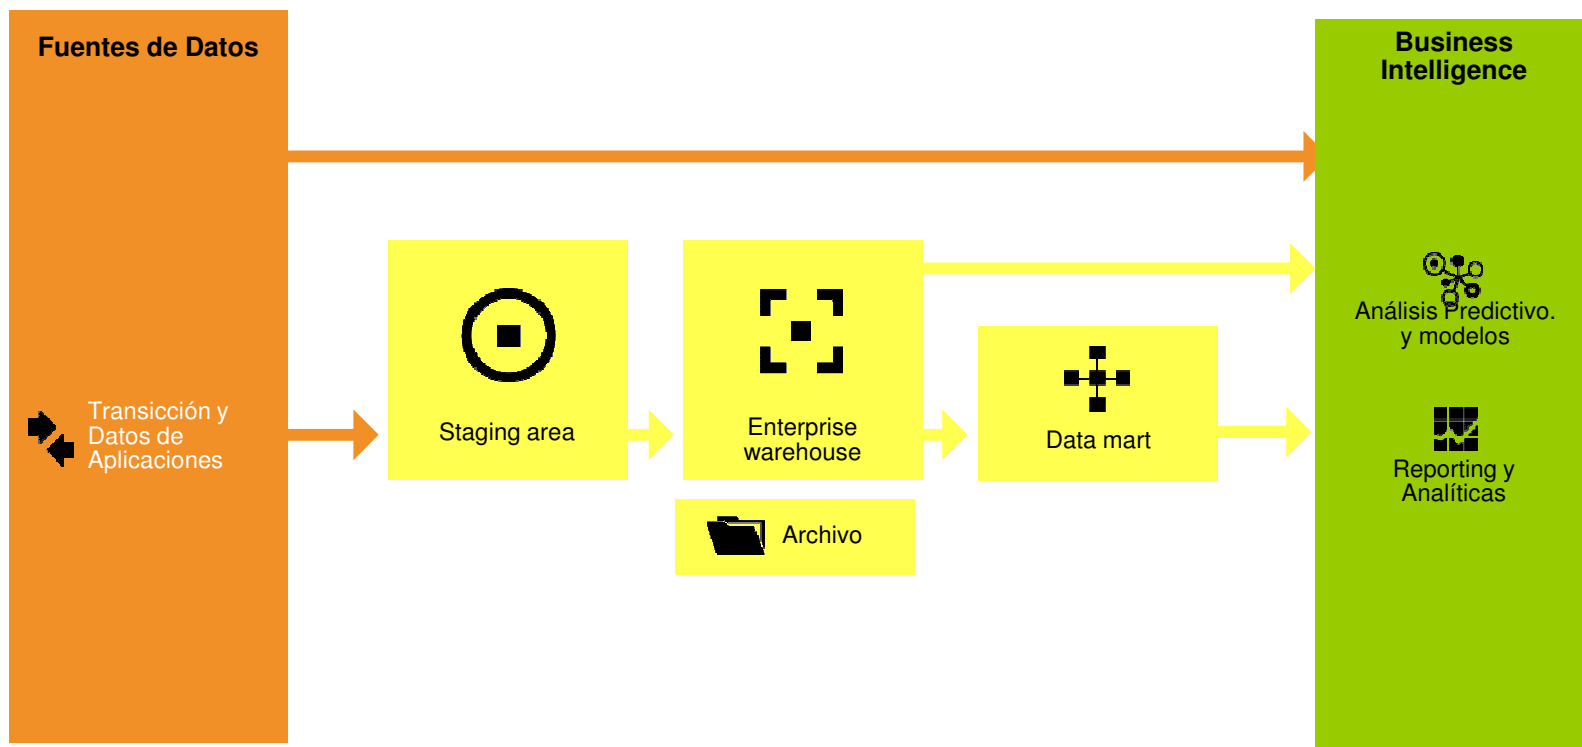 Fuentes de Datos
Business
Intelligence
Análisis Predictivo.
y modelos
Transicción y
Datos de
Aplicaciones
Staging area
Enterprise
warehouse
Data mart
Reporting y
Analíticas
Archivo